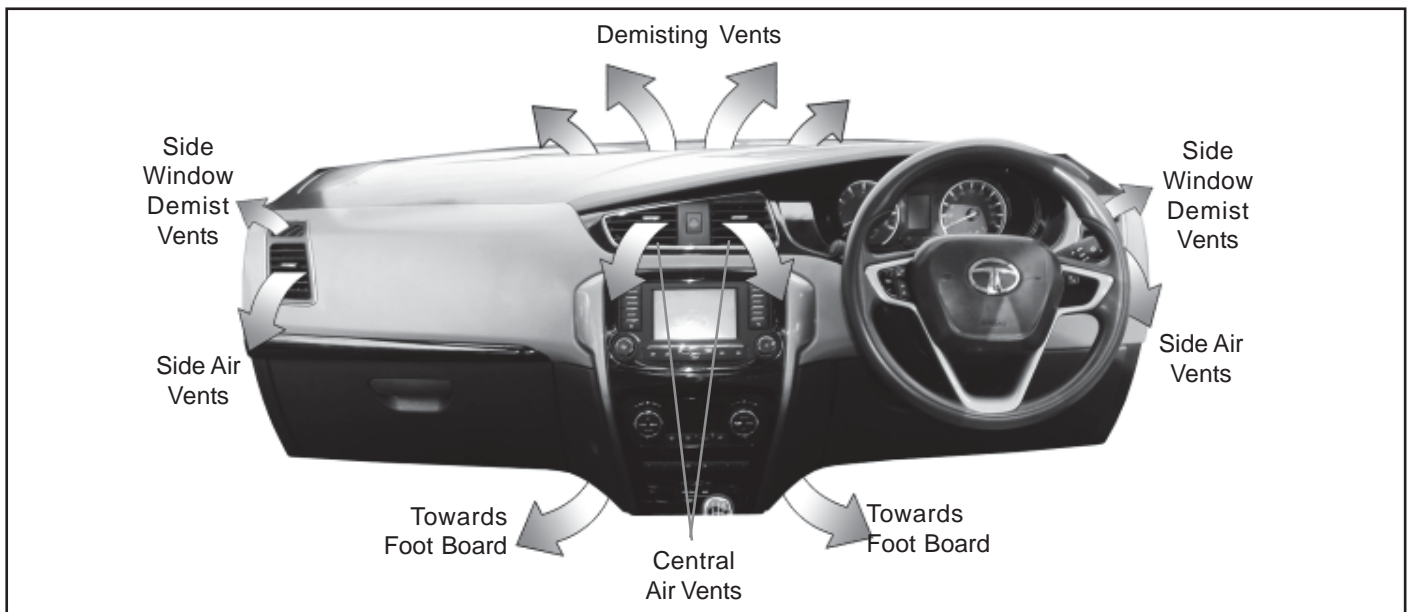 Demisting Vents
Side
Window
Demist
Vents
Side
Window
Demist
Vents
Side Air
Vents
Side Air
Vents
Towards
Foot Board
Towards
Foot Board
Central
Air Vents